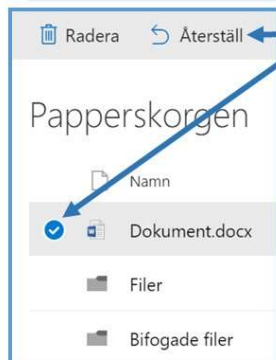 Radera Återställ
Papperskorgen
Namn
Dokument.docx
Filer
Bifogade filer